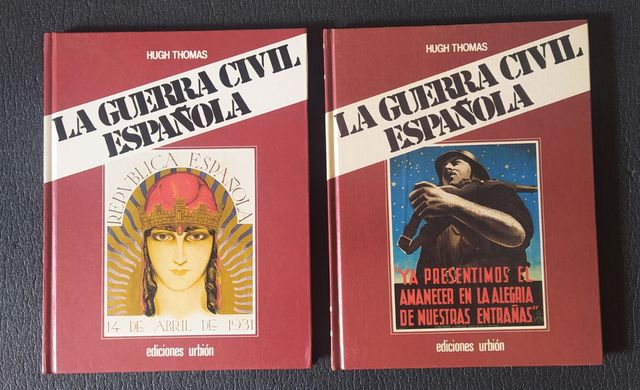 HUGH THOMAS
LA GUERRA CIVIL
ESPAÑOLA
REPVBLICA ESPAÑOLA
14 DE ABRIL DE 1931
ediciones urbión
HUGH THOMAS
LA GUERRA CIVIL
ESPAÑOLA
"YA PRESENTIMOS EL
AMANECER EN LA ALEGRIA
DE NUESTRAS ENTRAÑAS"
ediciones urbión